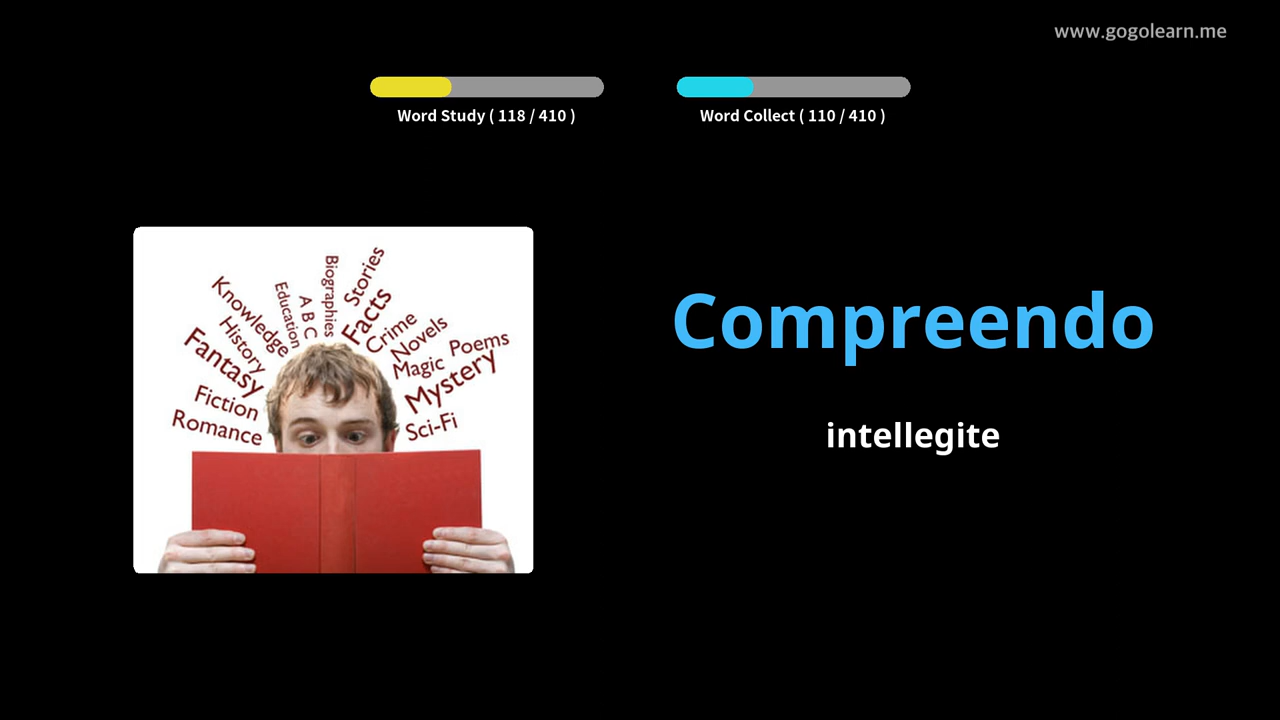 www.gogolearn.me
Word Study ( 118 / 410 )
Word Collect ( 110 / 410 )
Compreendo
intellegite
Knowledge
History
Fantasy
Fiction
Romance
Education
A B C
Biographies
Stories
Facts
Crime
Novels
Magic
Poems
Mystery
Sci-Fi